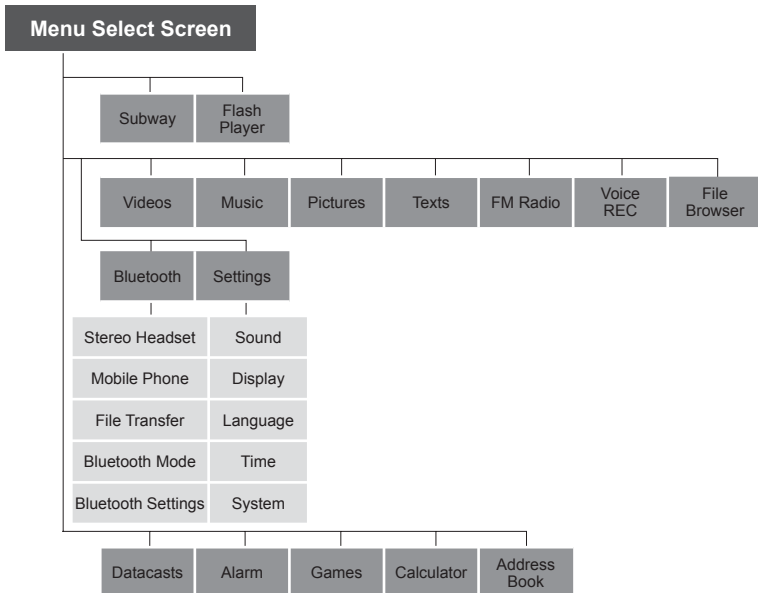 Menu Select Screen
Subway
Flash
Player
Videos
Music
Pictures
Texts
FM Radio
Voice
REC
File
Browser
Bluetooth
Settings
Stereo Headset
Sound
Mobile Phone
Display
File Transfer
Language
Bluetooth Mode
Time
Bluetooth Settings
System
Datacasts
Alarm
Games
Calculator
Address
Book